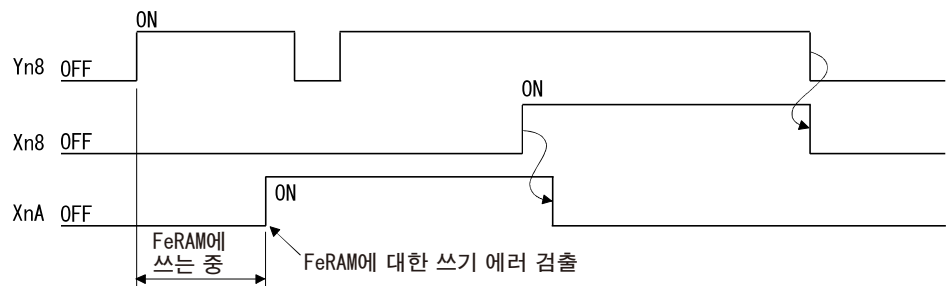 ON
Yn8 OFF
ON
Xn8 OFF
ON
XnA OFF
FeRAM에
쓰는 중
FeRAM에 대한 쓰기 에러 검출